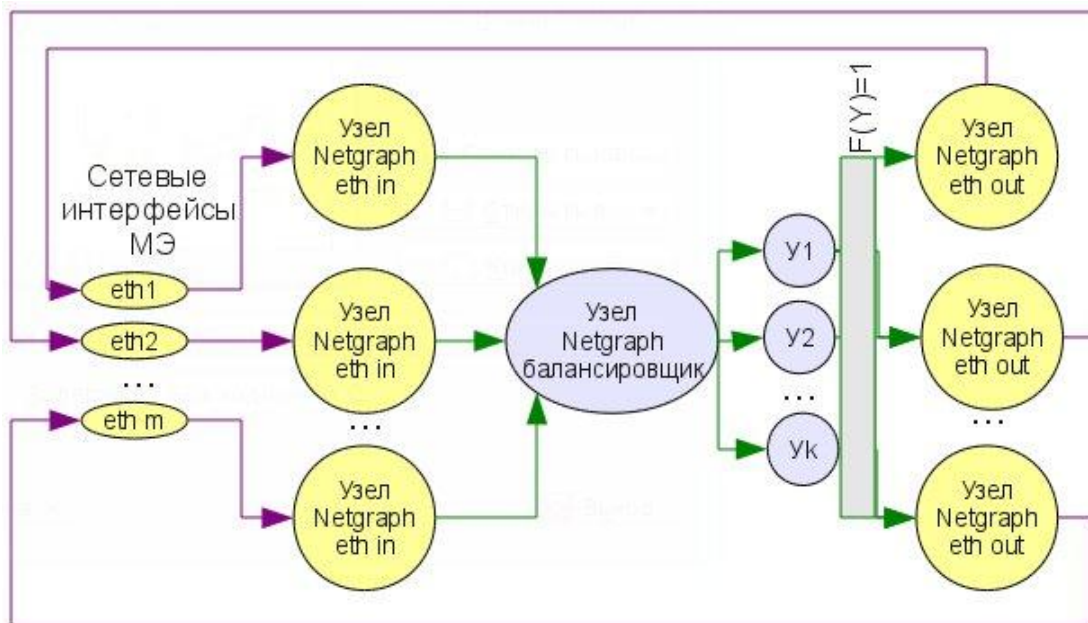 Сетевые
интерфейсы
МЭ
eth1
eth2
...
eth m
Узел
Netgraph
eth in
Узел
Netgraph
eth in
...
Узел
Netgraph
eth in
Узел
Netgraph
балансировщик
У1
У2
...
Уk
F(Y)=1
Узел
Netgraph
eth out
Узел
Netgraph
eth out
...
Узел
Netgraph
eth out